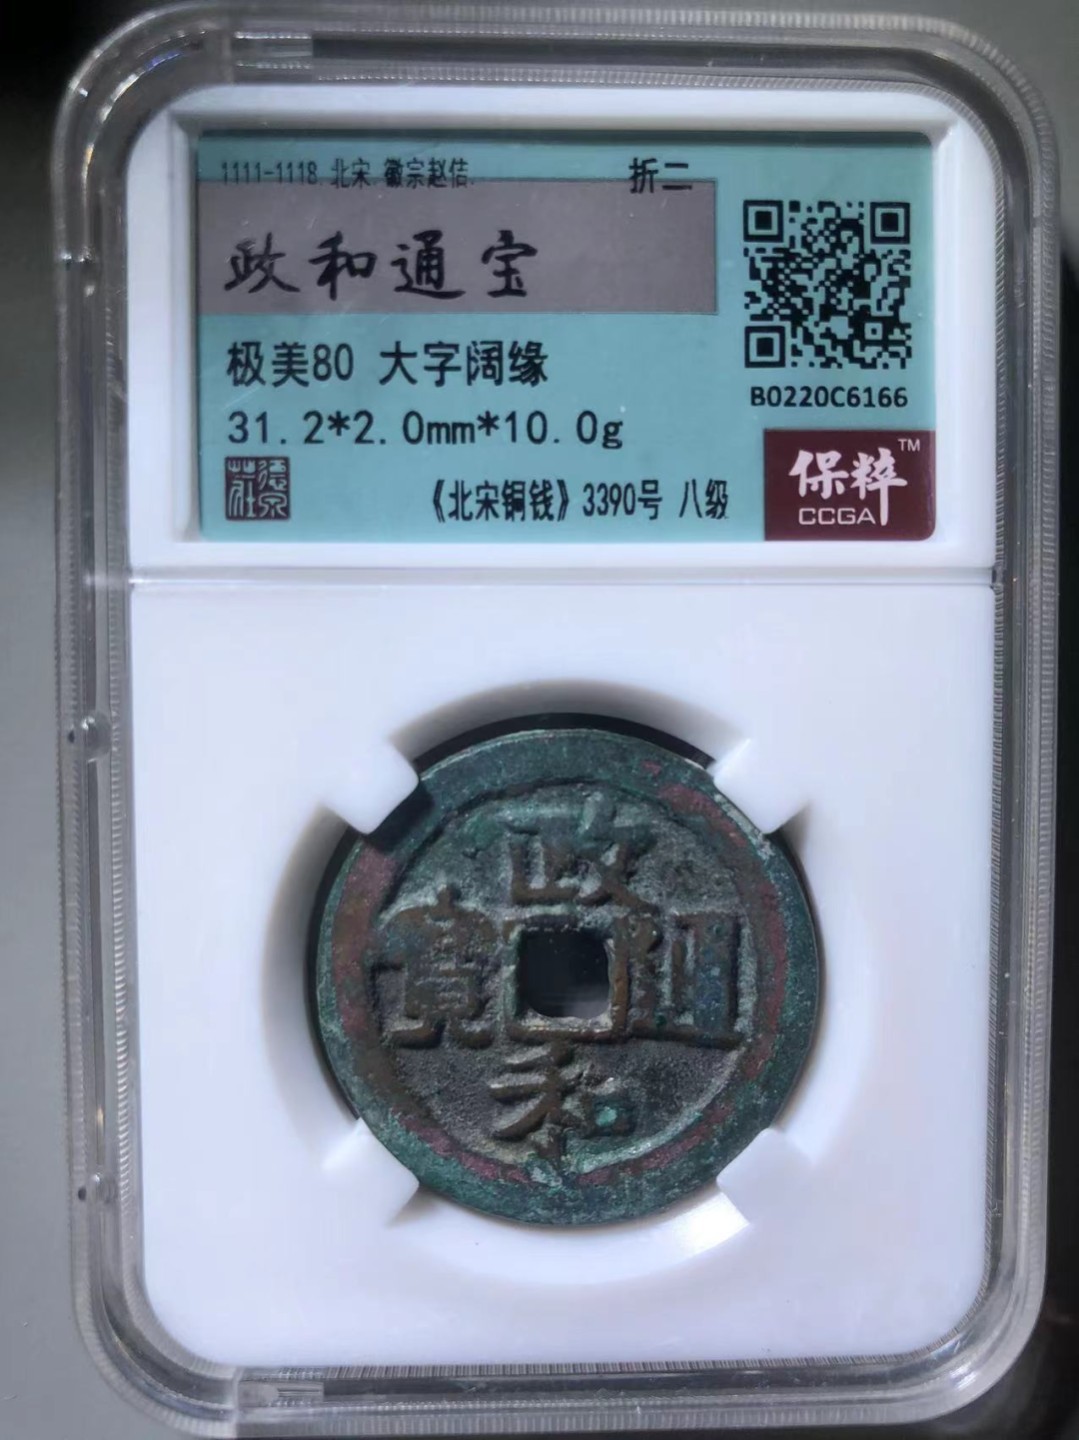 1111-1118.北宋.徽宗赵佶. 折二
政和通宝
极美80 大字阔缘
31.2*2.0mm*10.0g
B0220C6166
《北宋铜钱》3390号 八级
保粹™
CCGA
政
寶 通
和